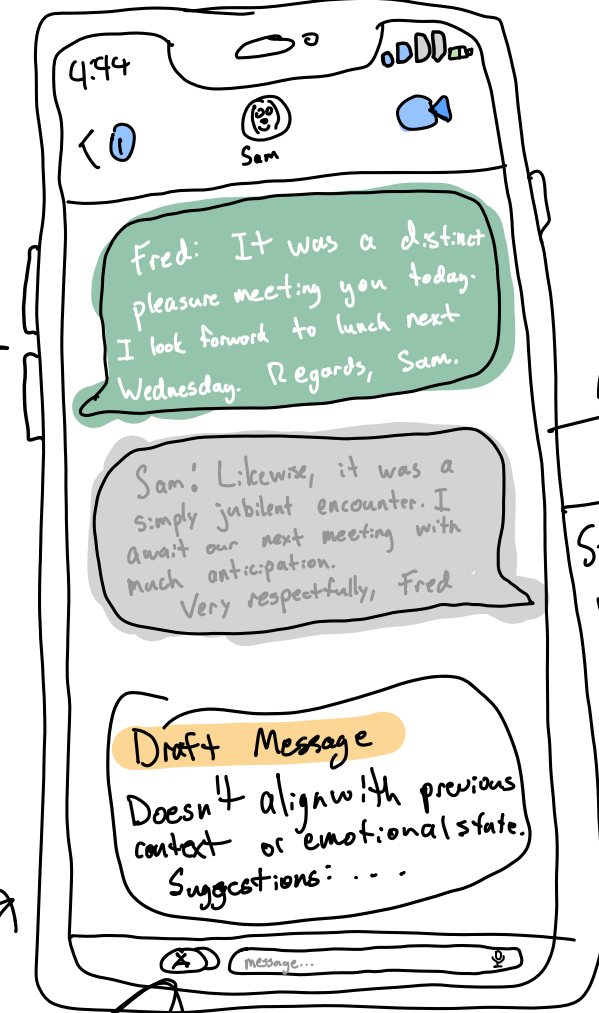 4:44
1
Sam
Fred: It was a distinct
pleasure meeting you today.
I look forward to lunch next
Wednesday. Regards, Sam.
Sam: Likewise, it was a
simply jubilent encounter. I
await our next meeting with
much anticipation.
Very respectfully, Fred
Draft Message
Doesn't align with previous
context or emotional state.
Suggestions: ...
message...